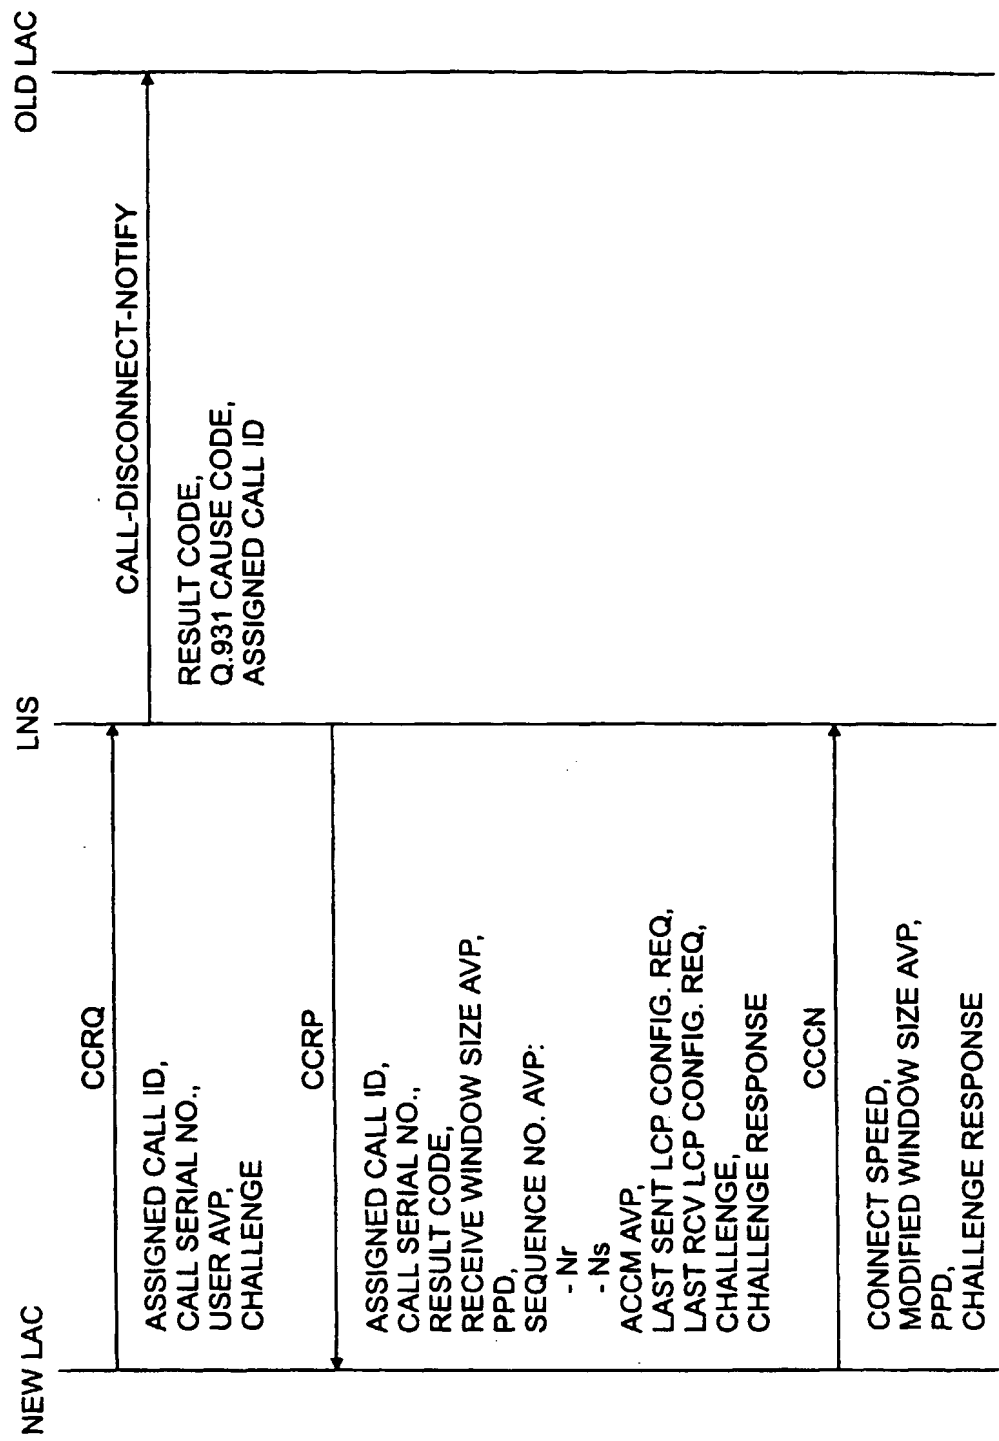 NEW LAC
LNS
OLD LAC
CCRQ
ASSIGNED CALL ID,
CALL SERIAL NO.,
USER AVP,
CHALLENGE
CALL-DISCONNECT-NOTIFY
RESULT CODE,
Q.931 CAUSE CODE,
ASSIGNED CALL ID
CCRP
ASSIGNED CALL ID,
CALL SERIAL NO.,
RESULT CODE,
RECEIVE WINDOW SIZE AVP,
PPD,
SEQUENCE NO. AVP:
- Nr
- Ns
ACCM AVP,
LAST SENT LCP CONFIG. REQ,
LAST RCV LCP CONFIG. REQ,
CHALLENGE,
CHALLENGE RESPONSE
CCCN
CONNECT SPEED,
MODIFIED WINDOW SIZE AVP,
PPD,
CHALLENGE RESPONSE